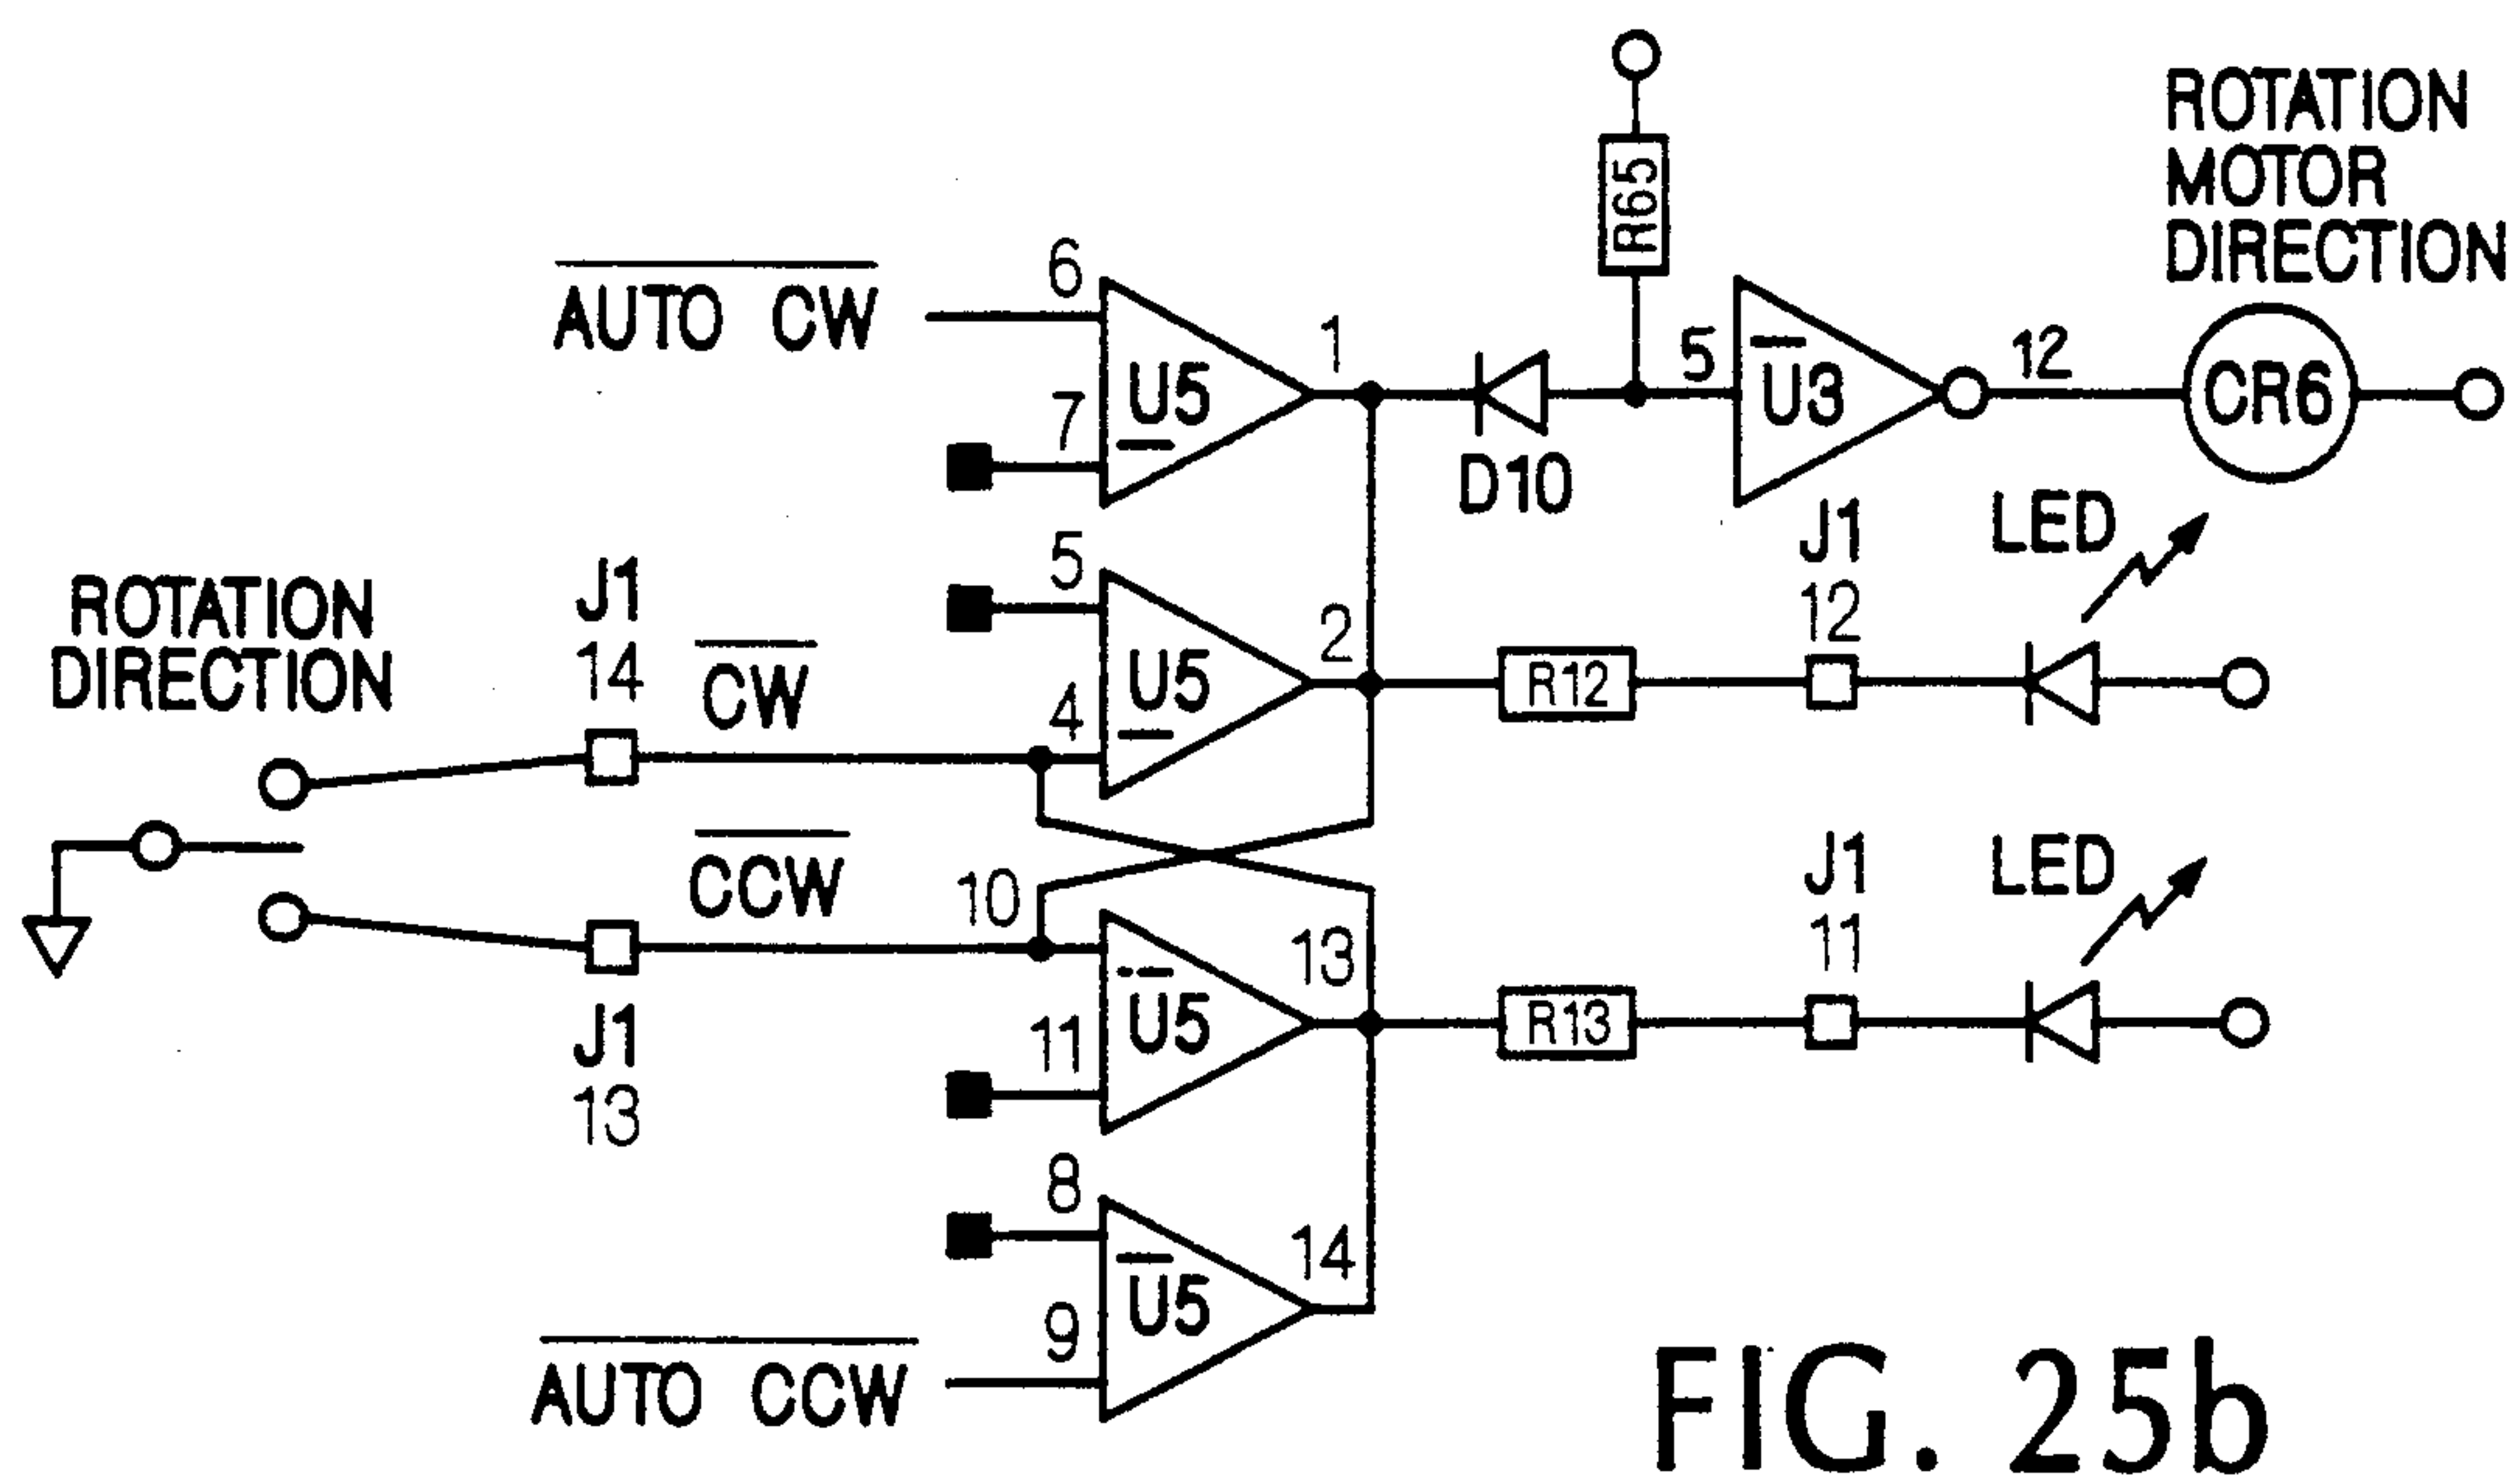 ROTATION
MOTOR
DIRECTION
R65
AUTO CW
6
7
U5
1
D10
5
U3
12
CR6
ROTATION
DIRECTION
J1
14
CW
5
4
U5
2
R12
J1
12
LED
CCW
J1
13
10
11
U5
13
R13
J1
11
LED
8
9
U5
14
AUTO CCW
FIG. 25b